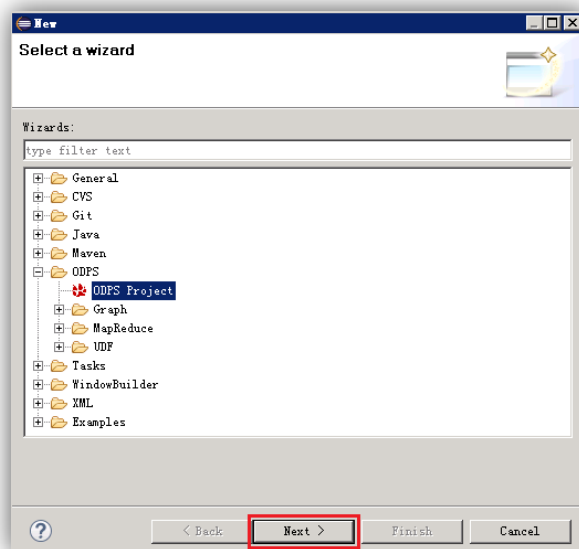 New
Select a wizard
Wizards:
type filter text
General
CVS
Git
Java
Maven
ODPS
ODPS Project
Graph
MapReduce
UDF
Tasks
WindowBuilder
XML
Examples
? < Back Next > Finish Cancel